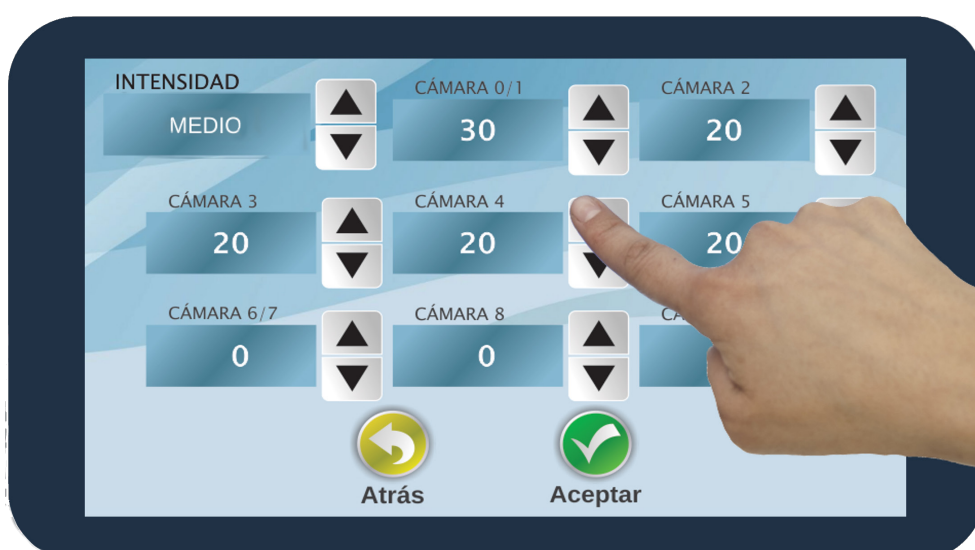 INTENSIDAD
MEDIO
CÁMARA 0/1
30
CÁMARA 2
20
CÁMARA 3
20
CÁMARA 4
20
CÁMARA 5
20
CÁMARA 6/7
0
CÁMARA 8
0
Atrás
Aceptar